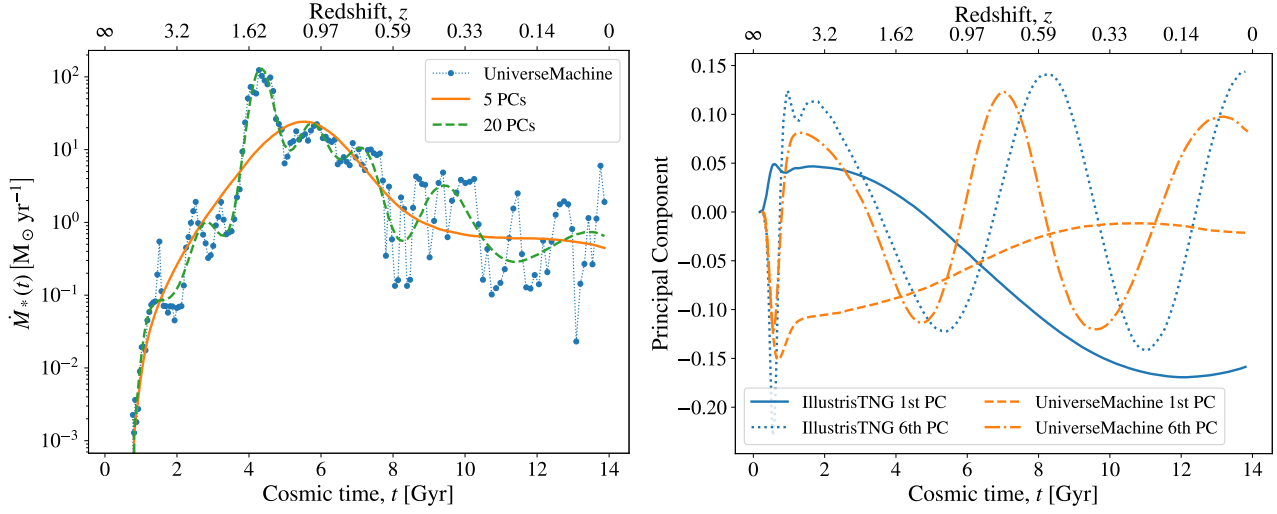 Redshift, z
∞ 3.2 1.62 0.97 0.59 0.33 0.14 0
10² 10¹ 10⁰ 10⁻¹ 10⁻² 10⁻³
Ṁ*(t) [M⊙ yr⁻¹]
UniverseMachine
5 PCs
20 PCs
0 2 4 6 8 10 12 14
Cosmic time, t [Gyr]
Redshift, z
∞ 3.2 1.62 0.97 0.59 0.33 0.14 0
0.15 0.10 0.05 0.00 −0.05 −0.10 −0.15 −0.20
Principal Component
IllustrisTNG 1st PC
IllustrisTNG 6th PC
UniverseMachine 1st PC
UniverseMachine 6th PC
0 2 4 6 8 10 12 14
Cosmic time, t [Gyr]